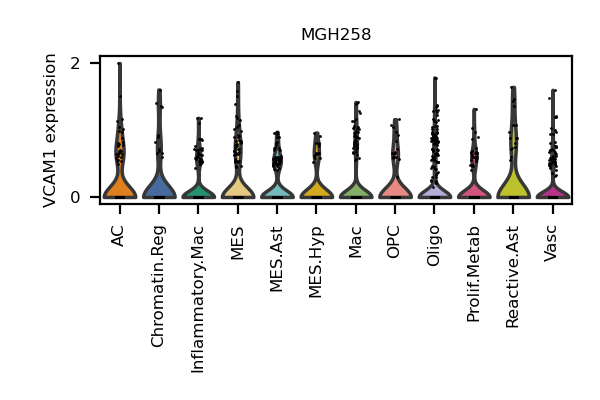 MGH258
VCAM1 expression
2
0
AC
Chromatin.Reg
Inflammatory.Mac
MES
MES.Ast
MES.Hyp
Mac
OPC
Oligo
Prolif.Metab
Reactive.Ast
Vasc